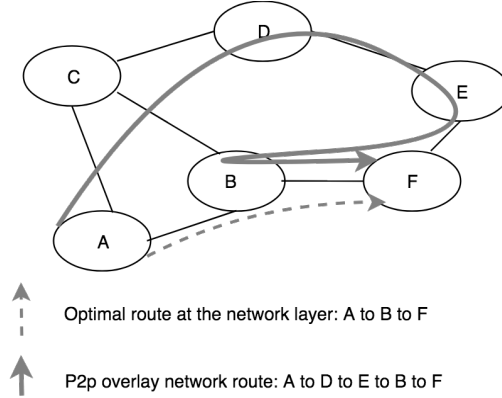 D
C
E
B
F
A
Optimal route at the network layer: A to B to F
P2p overlay network route: A to D to E to B to F